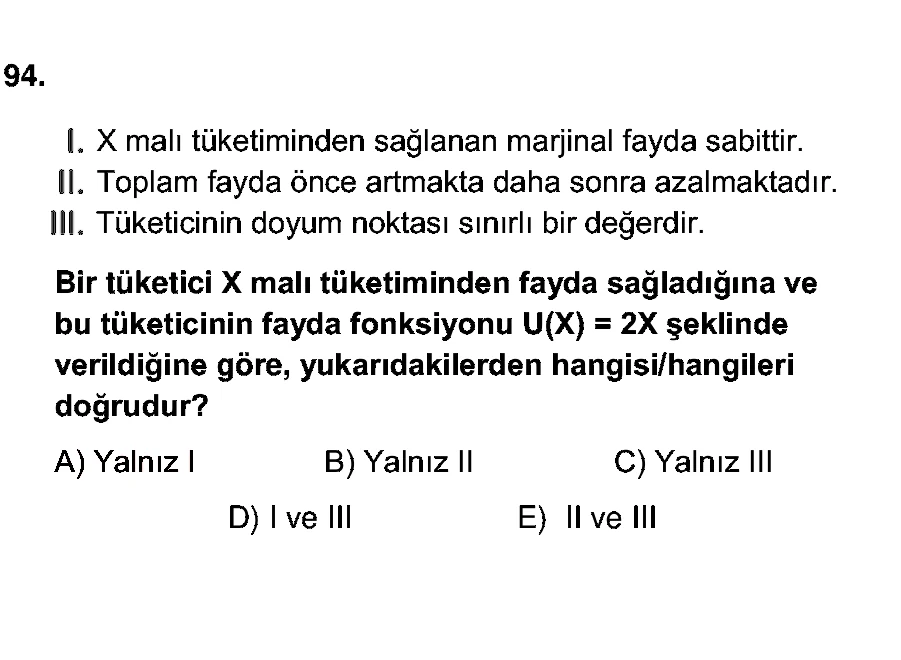 94.
I. X malı tüketiminden sağlanan marjinal fayda sabittir.
II. Toplam fayda önce artmakta daha sonra azalmaktadır.
III. Tüketicinin doyum noktası sınırlı bir değerdir.
Bir tüketici X malı tüketiminden fayda sağladığına ve
bu tüketicinin fayda fonksiyonu U(X) = 2X şeklinde
verildiğine göre, yukarıdakilerden hangisi/hangileri
doğrudur?
A) Yalnız I B) Yalnız II C) Yalnız III
D) I ve III E) II ve III